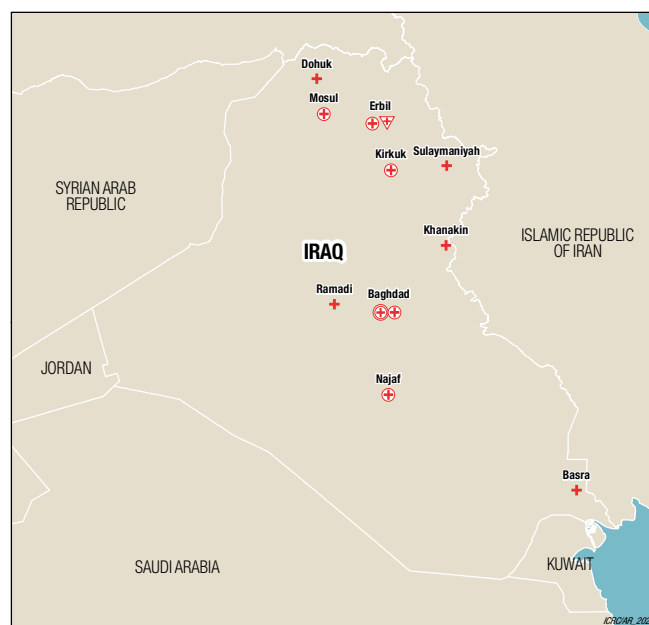 Dohuk
Mosul
Erbil
Kirkuk
Sulaymaniyah
SYRIAN ARAB
REPUBLIC
Khanakin
ISLAMIC REPUBLIC
OF IRAN
IRAQ
Ramadi
Baghdad
JORDAN
Najaf
Basra
SAUDI ARABIA
KUWAIT